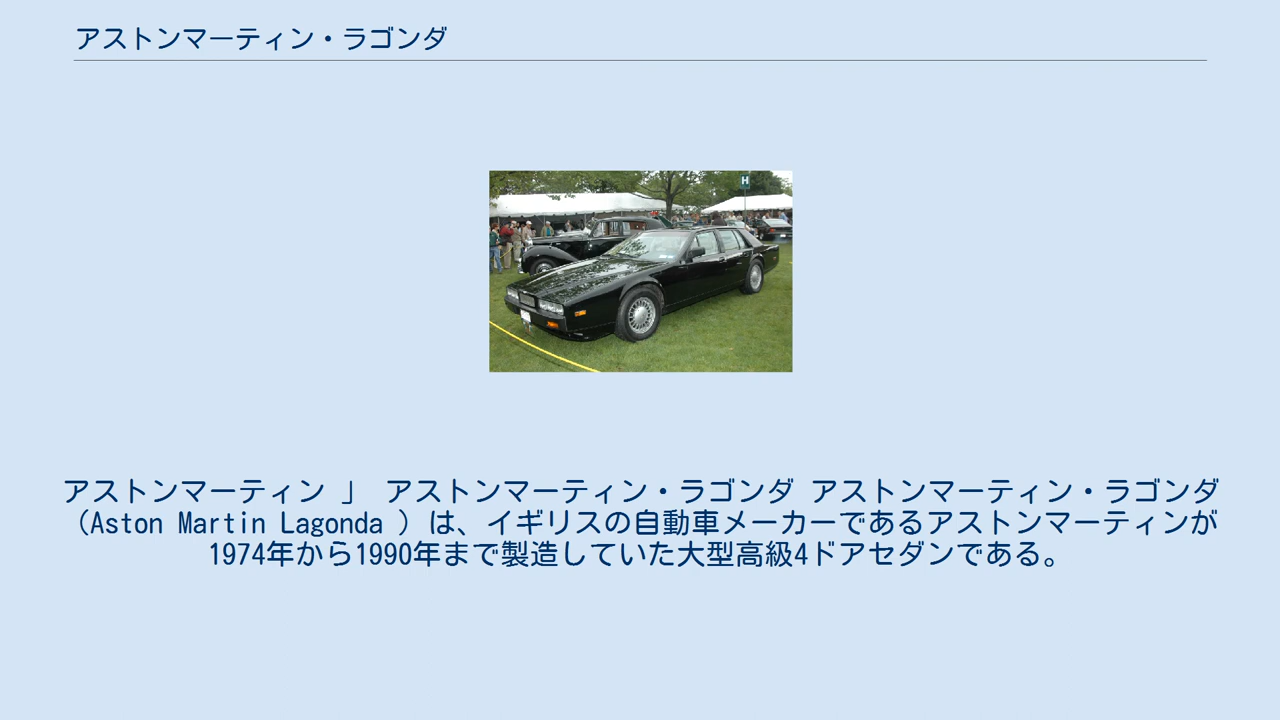 アストンマーティン・ラゴンダ
H
アストンマーティン 」 アストンマーティン・ラゴンダ アストンマーティン・ラゴンダ
（Aston Martin Lagonda ）は、イギリスの自動車メーカーであるアストンマーティンが
1974年から1990年まで製造していた大型高級4ドアセダンである。